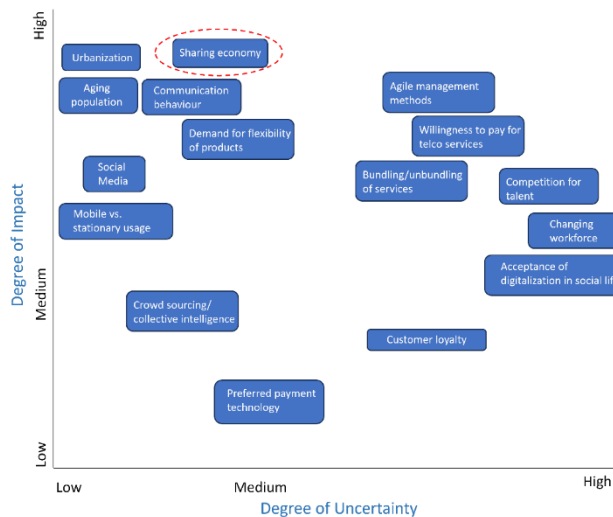 High
Urbanization
Sharing economy
Aging
population
Communication
behaviour
Agile management
methods
Demand for flexibility
of products
Willingness to pay for
telco services
Social
Media
Bundling/unbundling
of services
Competition for
talent
Mobile vs.
stationary usage
Changing
workforce
Acceptance of
digitalization in social lif
Degree of Impact
Medium
Crowd sourcing/
collective intelligence
Customer loyalty
Preferred payment
technology
Low
Low
Medium
High
Degree of Uncertainty